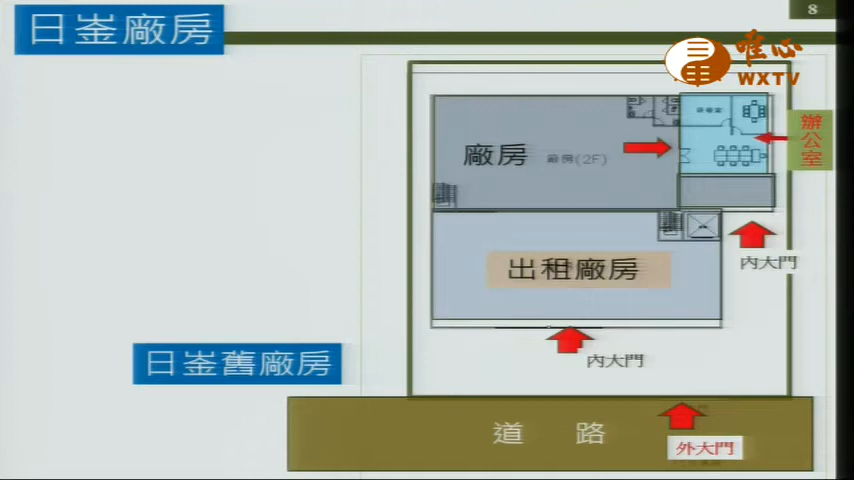 8
日崟廠房
唯心
WXTV
辦公室
廠房 廠房(2F)
內大門
出租廠房
日崟舊廠房
內大門
道 路
外大門